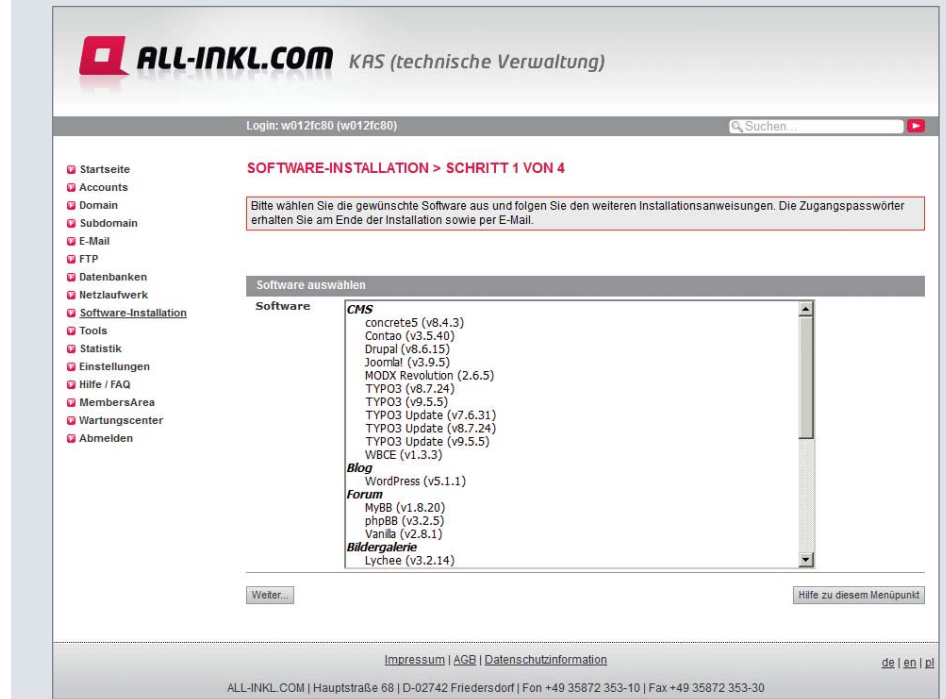 ALL-INKL.COM KAS (technische Verwaltung)
Login: w012fc80 (w012fc80)
Suchen...
Startseite
Accounts
Domain
Subdomain
E-Mail
FTP
Datenbanken
Netzlaufwerk
Software-Installation
Tools
Statistik
Einstellungen
Hilfe / FAQ
MembersArea
Wartungscenter
Abmelden
SOFTWARE-INSTALLATION > SCHRITT 1 VON 4
Bitte wählen Sie die gewünschte Software aus und folgen Sie den weiteren Installationsanweisungen. Die Zugangspasswörter
erhalten Sie am Ende der Installation sowie per E-Mail.
Software auswählen
Software
CMS
concrete5 (v8.4.3)
Contao (v3.5.40)
Drupal (v8.6.15)
Joomla! (v3.9.5)
MODX Revolution (2.6.5)
TYPO3 (v8.7.24)
TYPO3 (v9.5.5)
TYPO3 Update (v7.6.31)
TYPO3 Update (v8.7.24)
TYPO3 Update (v9.5.5)
WBCE (v1.3.3)
Blog
WordPress (v5.1.1)
Forum
MyBB (v1.8.20)
phpBB (v3.2.5)
Vanilla (v2.8.1)
Bildergalerie
Lychee (v3.2.14)
Weiter...
Hilfe zu diesem Menüpunkt
Impressum | AGB | Datenschutzinformation
de | en | pl
ALL-INKL.COM | Hauptstraße 68 | D-02742 Friedersdorf | Fon +49 35872 353-10 | Fax +49 35872 353-30